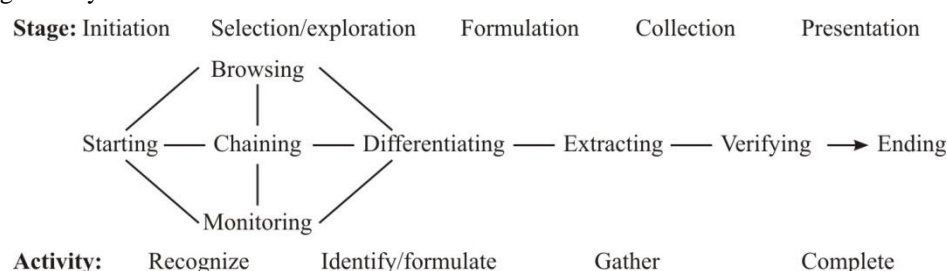 Stage: Initiation Selection/exploration Formulation Collection Presentation
Browsing
Starting Chaining Differentiating Extracting Verifying Ending
Monitoring
Activity: Recognize Identify/formulate Gather Complete